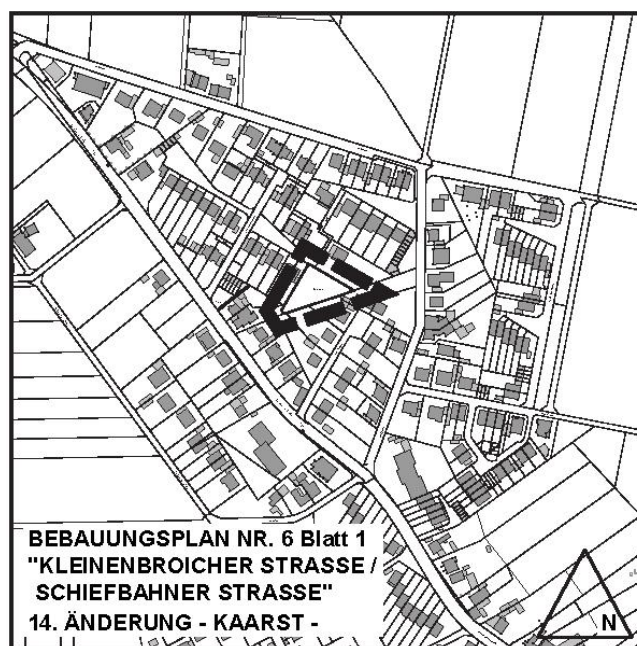 BEBAUUNGSPLAN NR. 6 Blatt 1
"KLEINENBROICHER STRASSE /
SCHIEFBAHNER STRASSE"
14. ÄNDERUNG - KAARST -
N